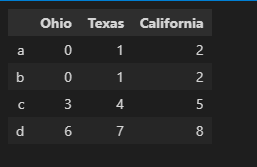 Ohio Texas California
a 0 1 2
b 0 1 2
c 3 4 5
d 6 7 8